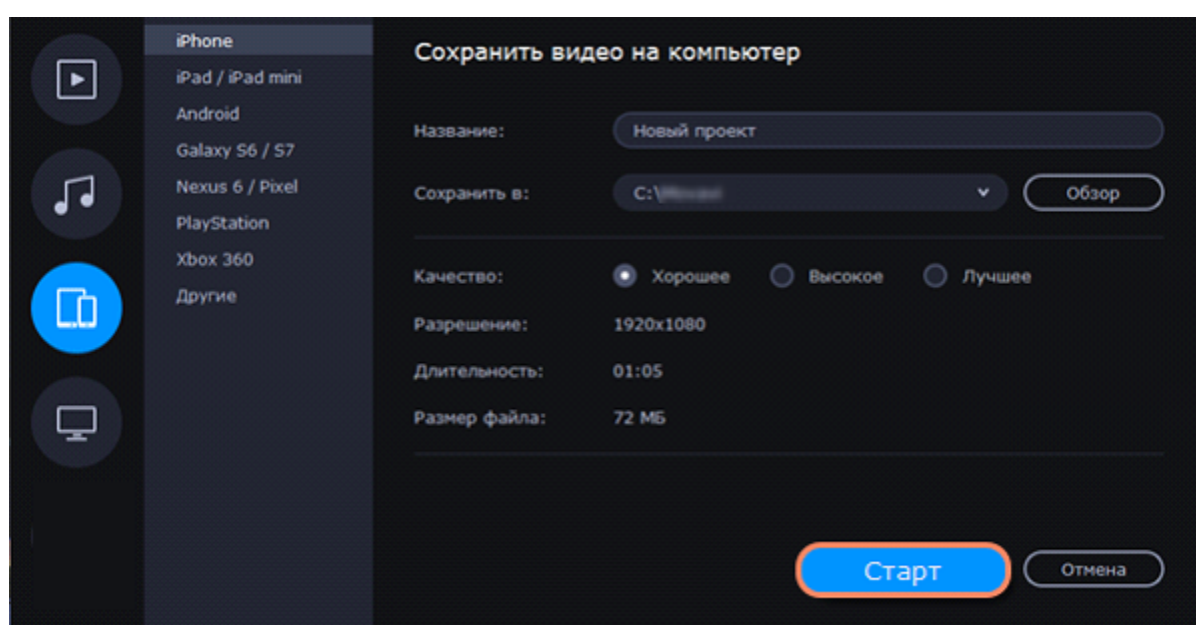 iPhone
iPad / iPad mini
Android
Galaxy S6 / S7
Nexus 6 / Pixel
PlayStation
Xbox 360
Другие
Сохранить видео на компьютер
Название: Новый проект
Сохранить в: C:\ Обзор
Качество: Хорошее Высокое Лучшее
Разрешение: 1920x1080
Длительность: 01:05
Размер файла: 72 МБ
Старт Отмена